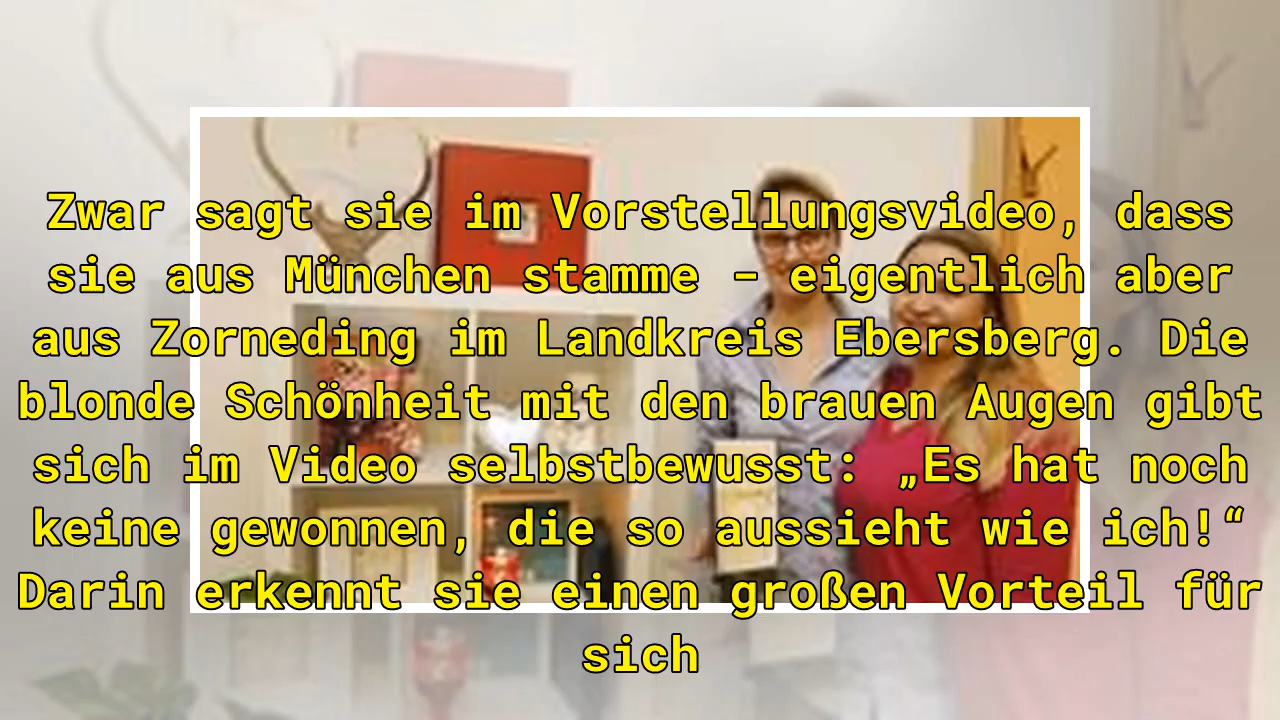 Zwar sagt sie im Vorstellungsvideo, dass
sie aus München stamme – eigentlich aber
aus Zorneding im Landkreis Ebersberg. Die
blonde Schönheit mit den brauen Augen gibt
sich im Video selbstbewusst: „Es hat noch
keine gewonnen, die so aussieht wie ich!“
Darin erkennt sie einen großen Vorteil für
sich